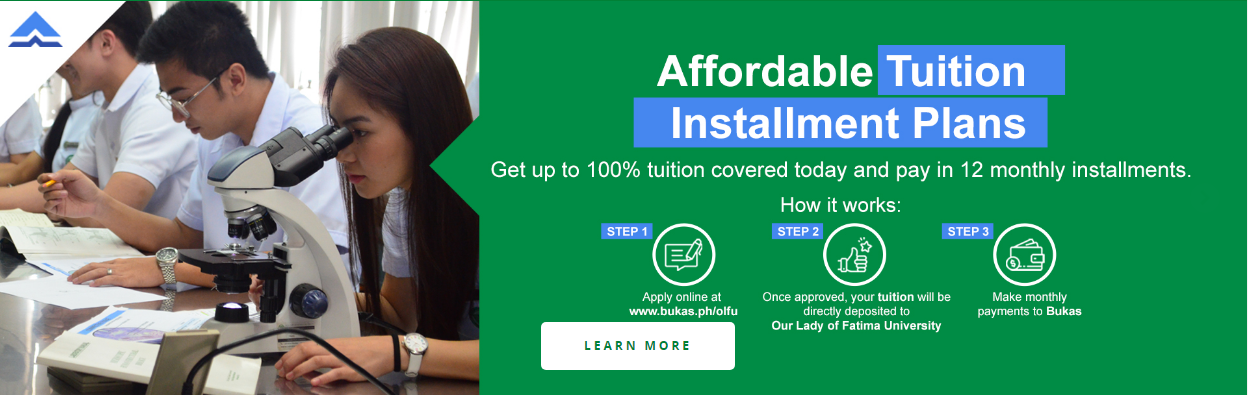 Affordable Tuition
Installment Plans
Get up to 100% tuition covered today and pay in 12 monthly installments.
How it works:
STEP 1
Apply online at
www.bukas.ph/olfu
STEP 2
Once approved, your tuition will be
directly deposited to
Our Lady of Fatima University
STEP 3
Make monthly
payments to Bukas
LEARN MORE